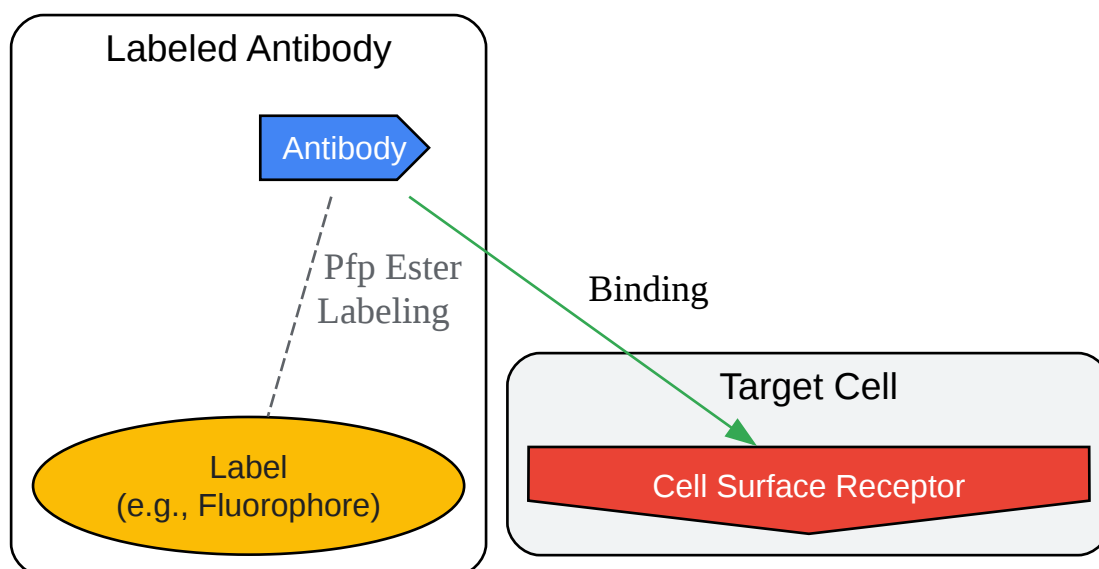 Labeled Antibody
Antibody
Pfp Ester
Labeling
Binding
Target Cell
Label
(e.g., Fluorophore)
Cell Surface Receptor